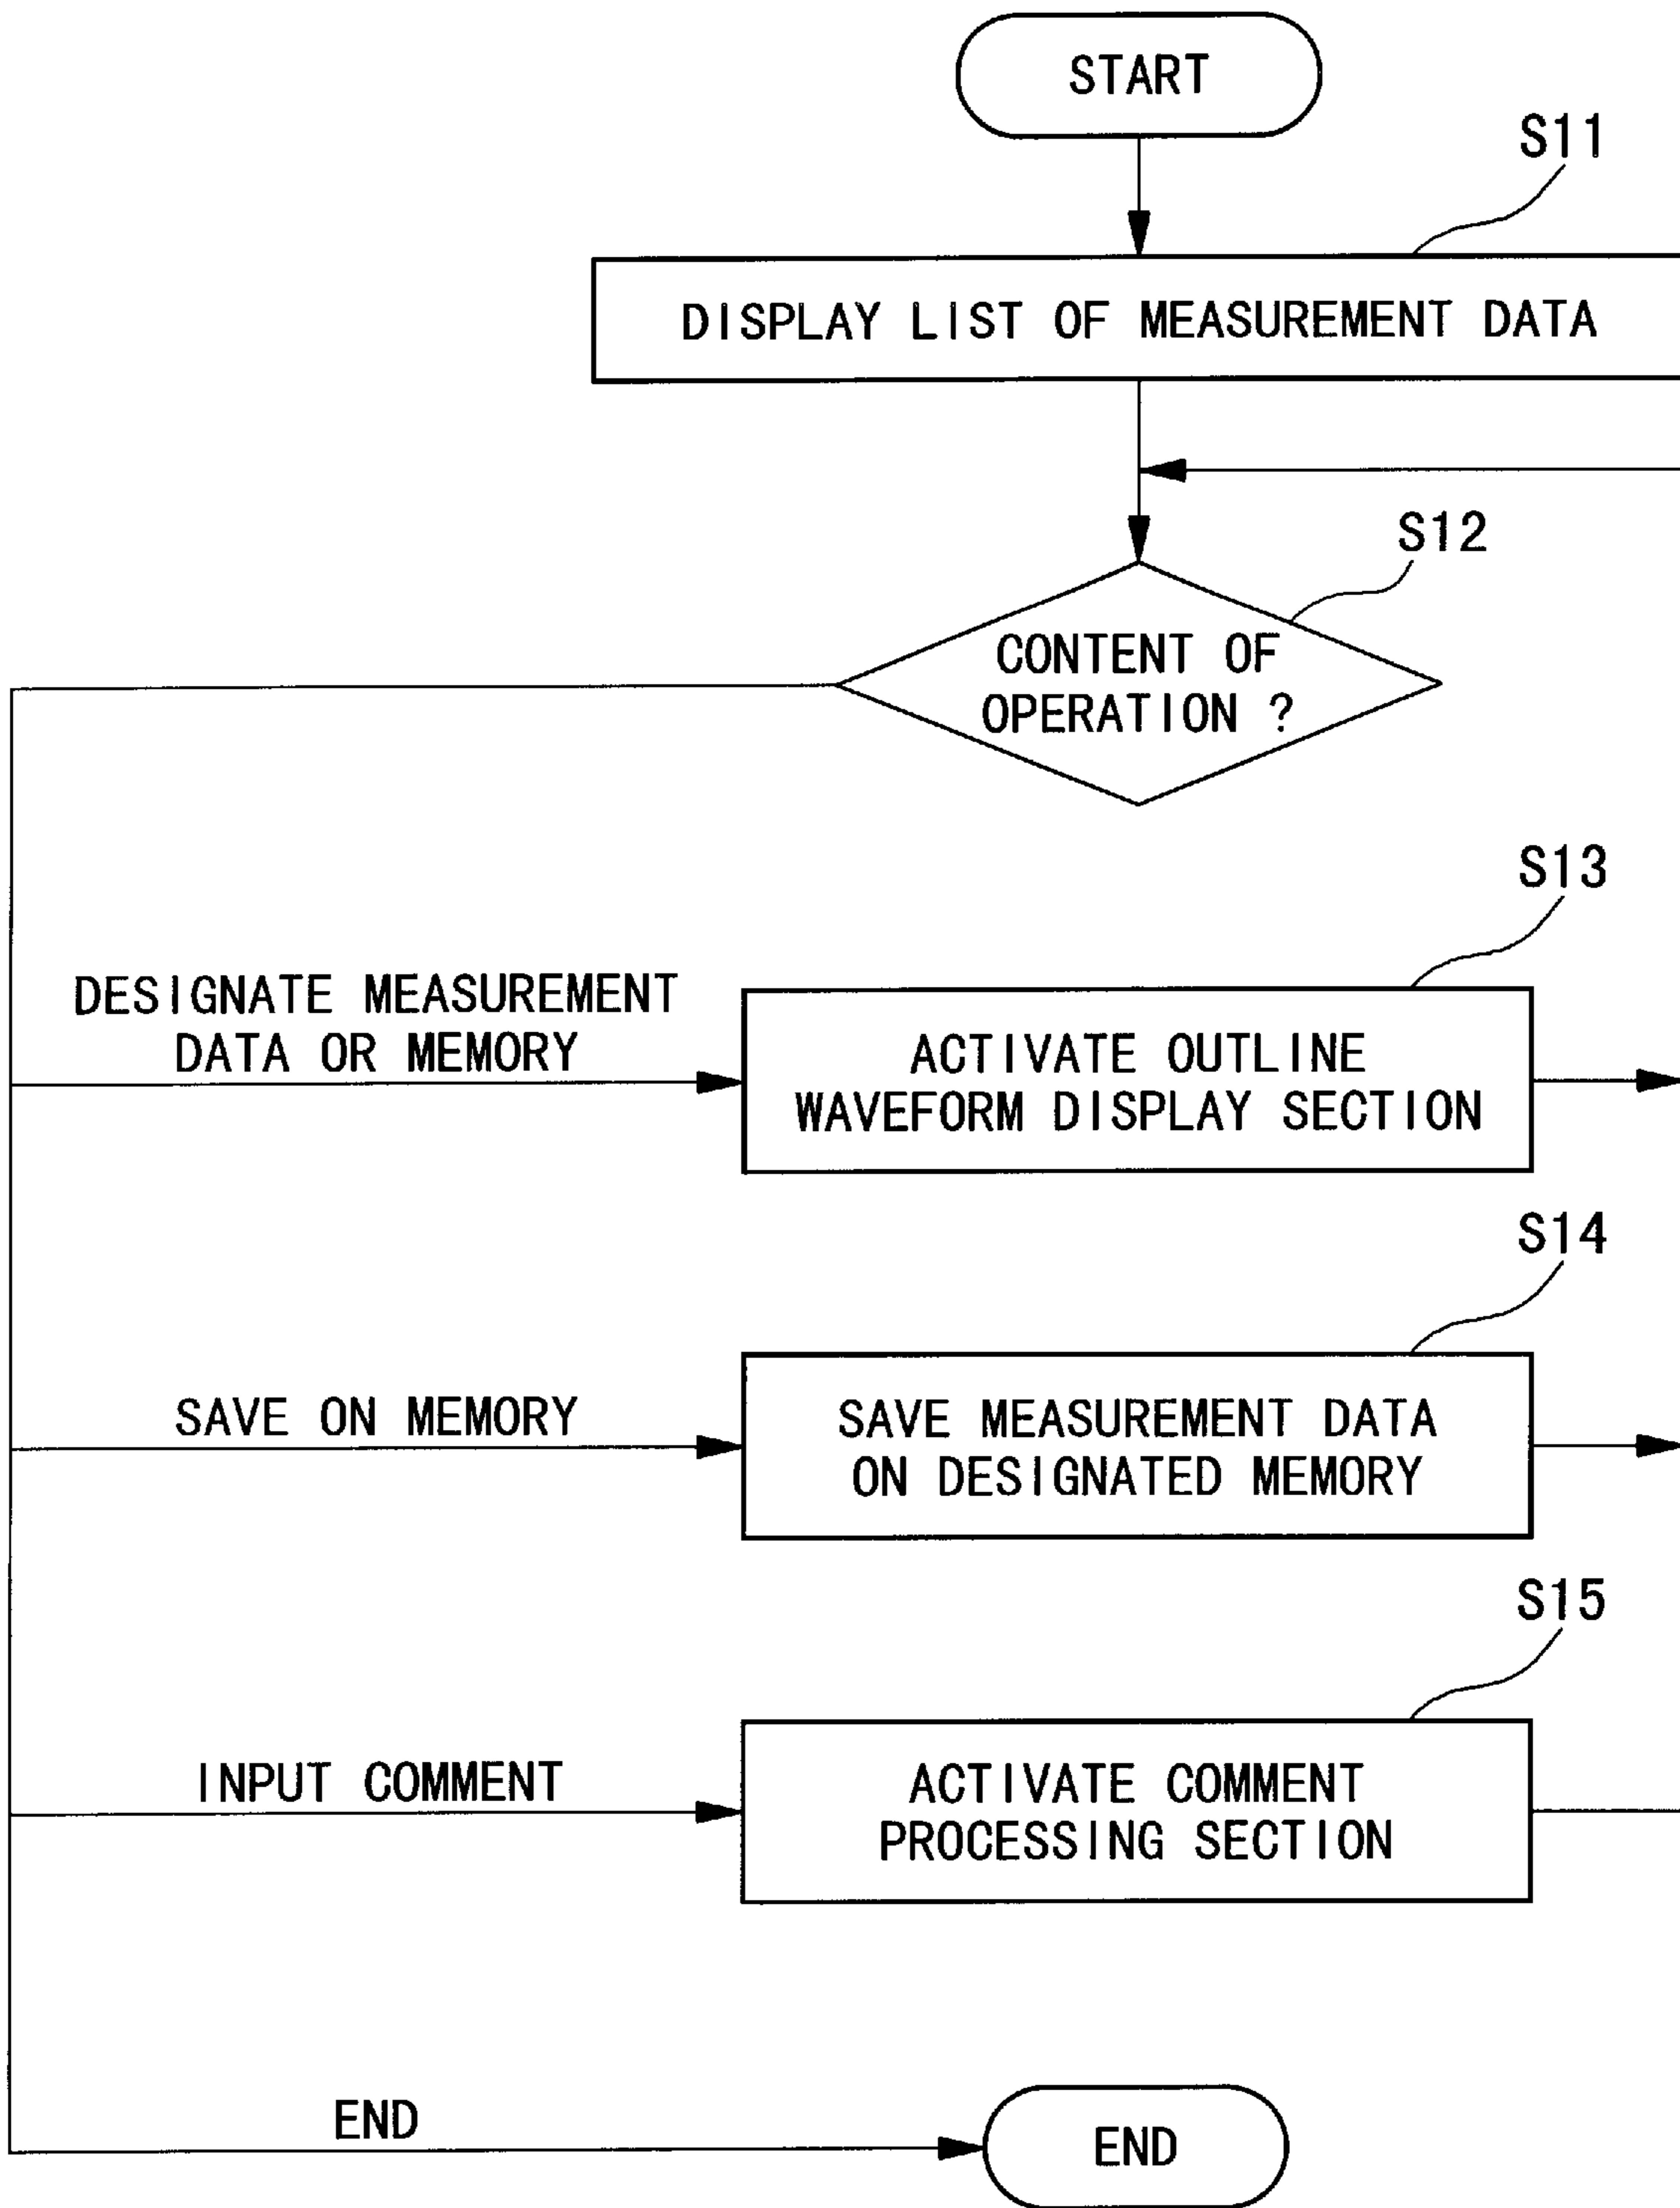 START
S11
DISPLAY LIST OF MEASUREMENT DATA
S12
CONTENT OF
OPERATION ?
S13
DESIGNATE MEASUREMENT
DATA OR MEMORY
ACTIVATE OUTLINE
WAVEFORM DISPLAY SECTION
S14
SAVE ON MEMORY
SAVE MEASUREMENT DATA
ON DESIGNATED MEMORY
S15
INPUT COMMENT
ACTIVATE COMMENT
PROCESSING SECTION
END
END